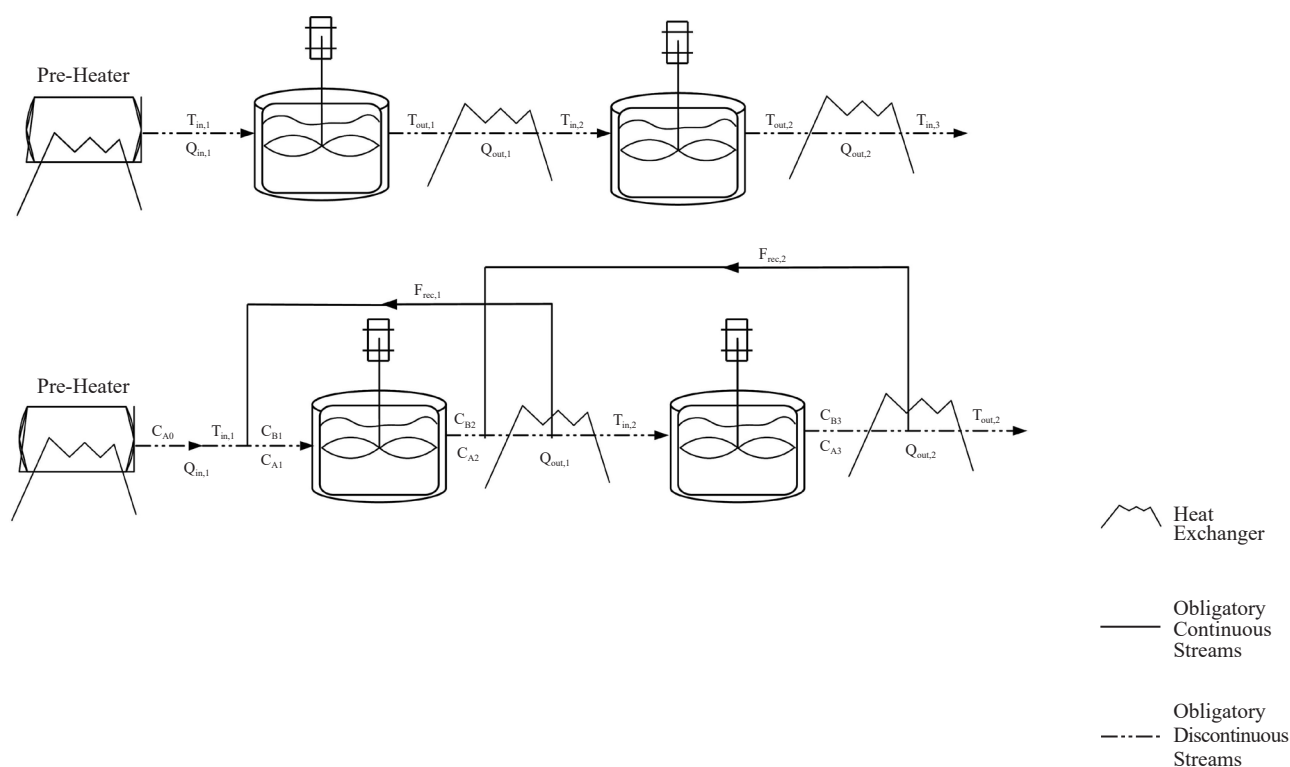 Pre-Heater
T_in,1
Q_in,1
T_out,1
Q_out,1
T_in,2
T_out,2
Q_out,2
T_in,3
F_rec,2
F_rec,1
Pre-Heater
C_A0
T_in,1
Q_in,1
C_B1
C_A1
C_B2
C_A2
Q_out,1
T_in,2
C_B3
C_A3
Q_out,2
T_out,2
Heat
Exchanger
Obligatory
Continuous
Streams
Obligatory
Discontinuous
Streams